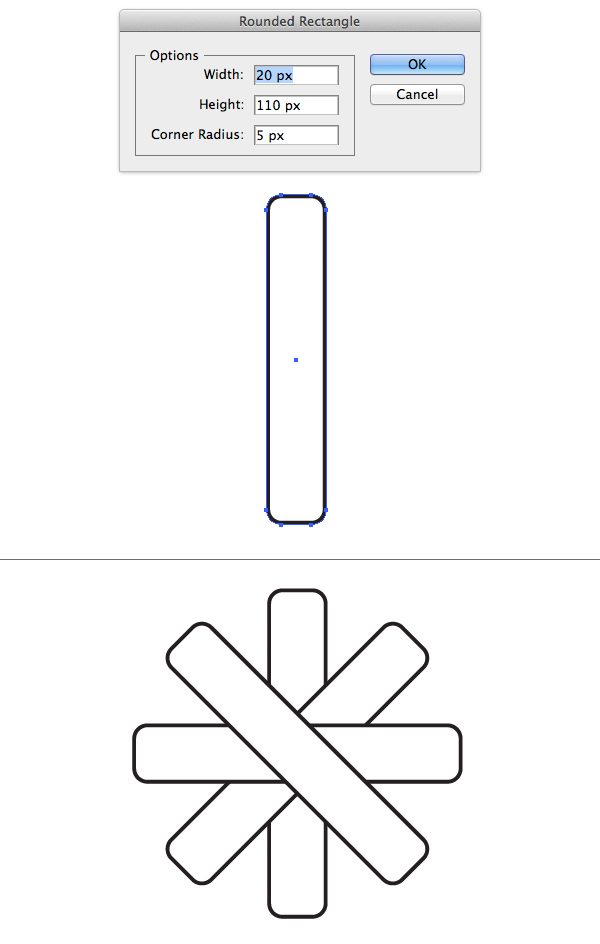 Rounded Rectangle
Options
Width: 20 px
Height: 110 px
Corner Radius: 5 px
OK
Cancel